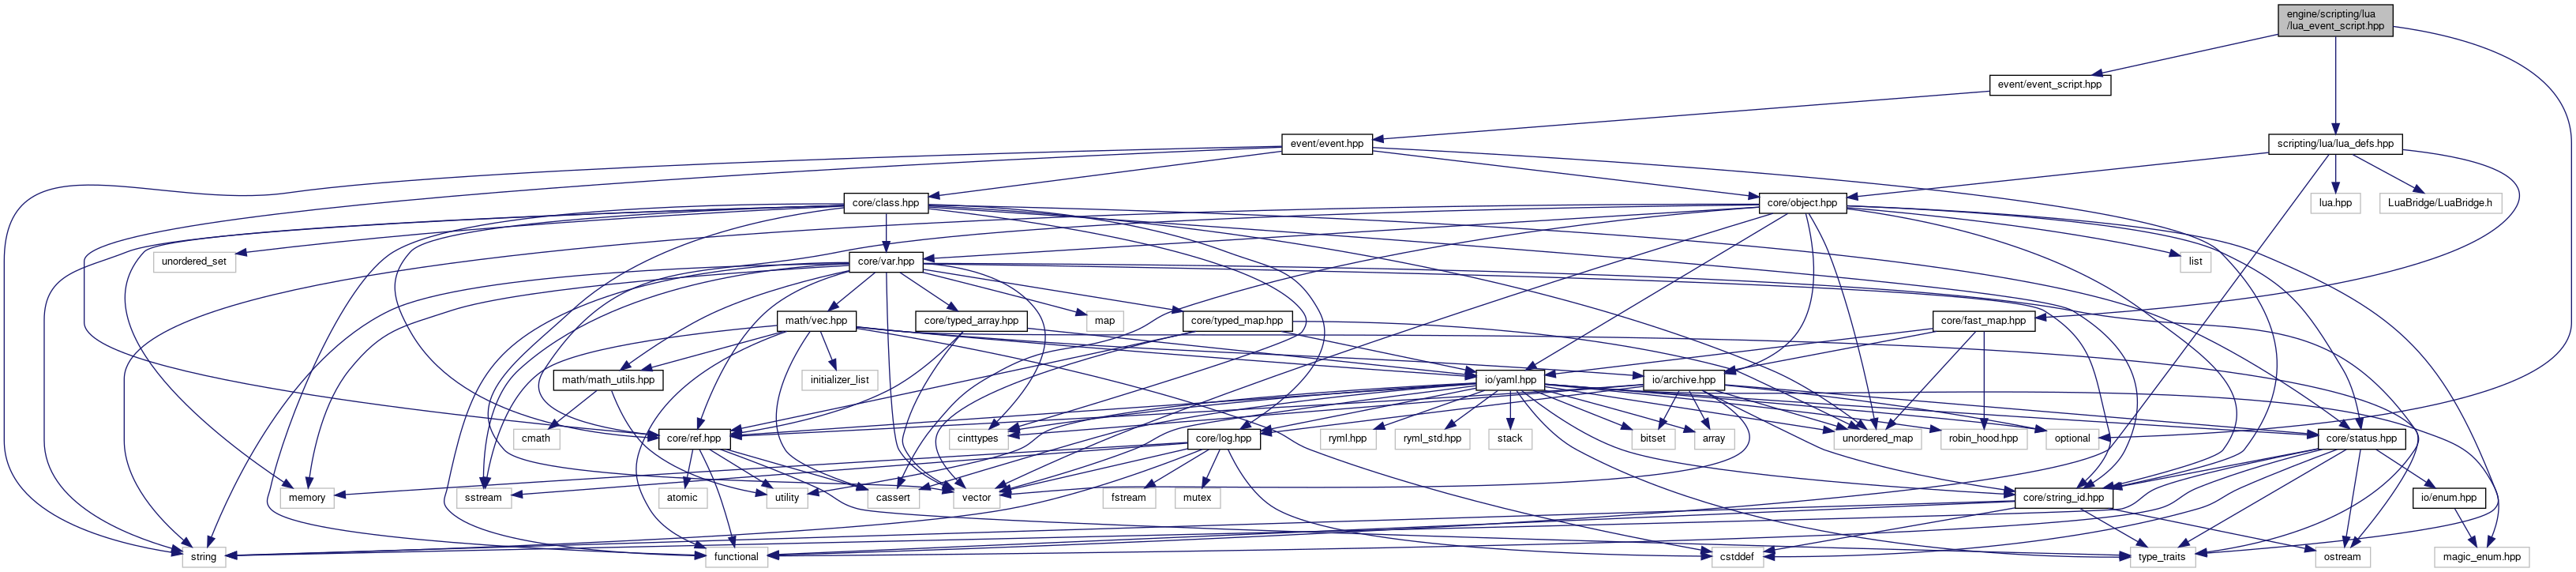 engine/scripting/lua
/lua_event_script.hpp
event/event_script.hpp
event/event.hpp
scripting/lua/lua_defs.hpp
core/class.hpp
core/object.hpp
lua.hpp
LuaBridge/LuaBridge.h
unordered_set
core/var.hpp
list
math/vec.hpp
core/typed_array.hpp
map
core/typed_map.hpp
core/fast_map.hpp
math/math_utils.hpp
initializer_list
io/yaml.hpp
io/archive.hpp
cmath
core/ref.hpp
cinttypes
core/log.hpp
ryml.hpp
ryml_std.hpp
stack
bitset
array
unordered_map
robin_hood.hpp
optional
core/status.hpp
memory
sstream
atomic
utility
cassert
vector
fstream
mutex
core/string_id.hpp
io/enum.hpp
string
functional
cstddef
type_traits
ostream
magic_enum.hpp